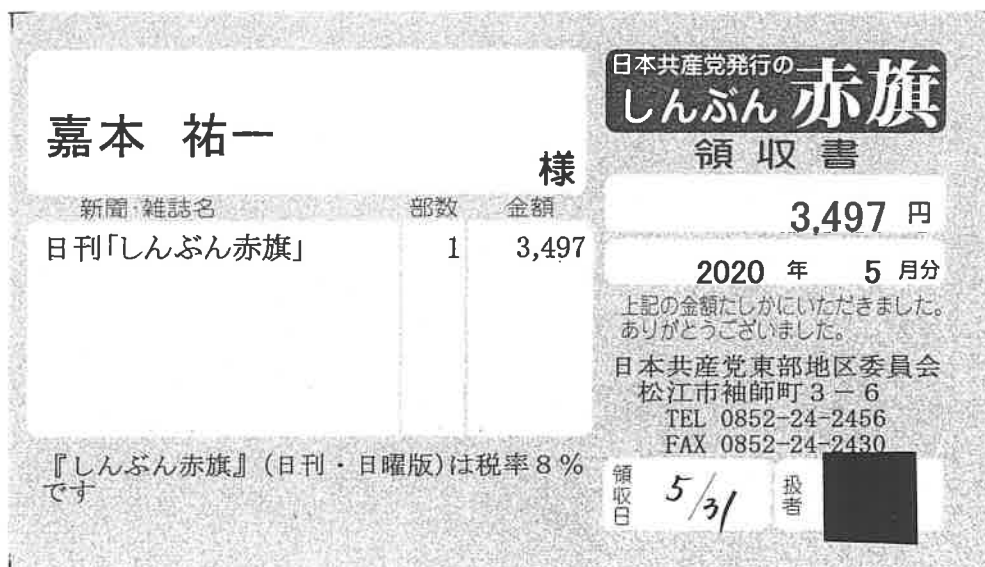 嘉本 祐一
様
新聞・雑誌名 部数 金額
日刊「しんぶん赤旗」 1 3,497
『しんぶん赤旗』(日刊・日曜版)は税率8%
です
日本共産党発行の
しんぶん赤旗
領収書
3,497 円
2020 年 5 月分
上記の金額たしかにいただきました。
ありがとうございました。
日本共産党東部地区委員会
松江市袖師町3-6
TEL 0852-24-2456
FAX 0852-24-2430
領収日 5/31 扱者